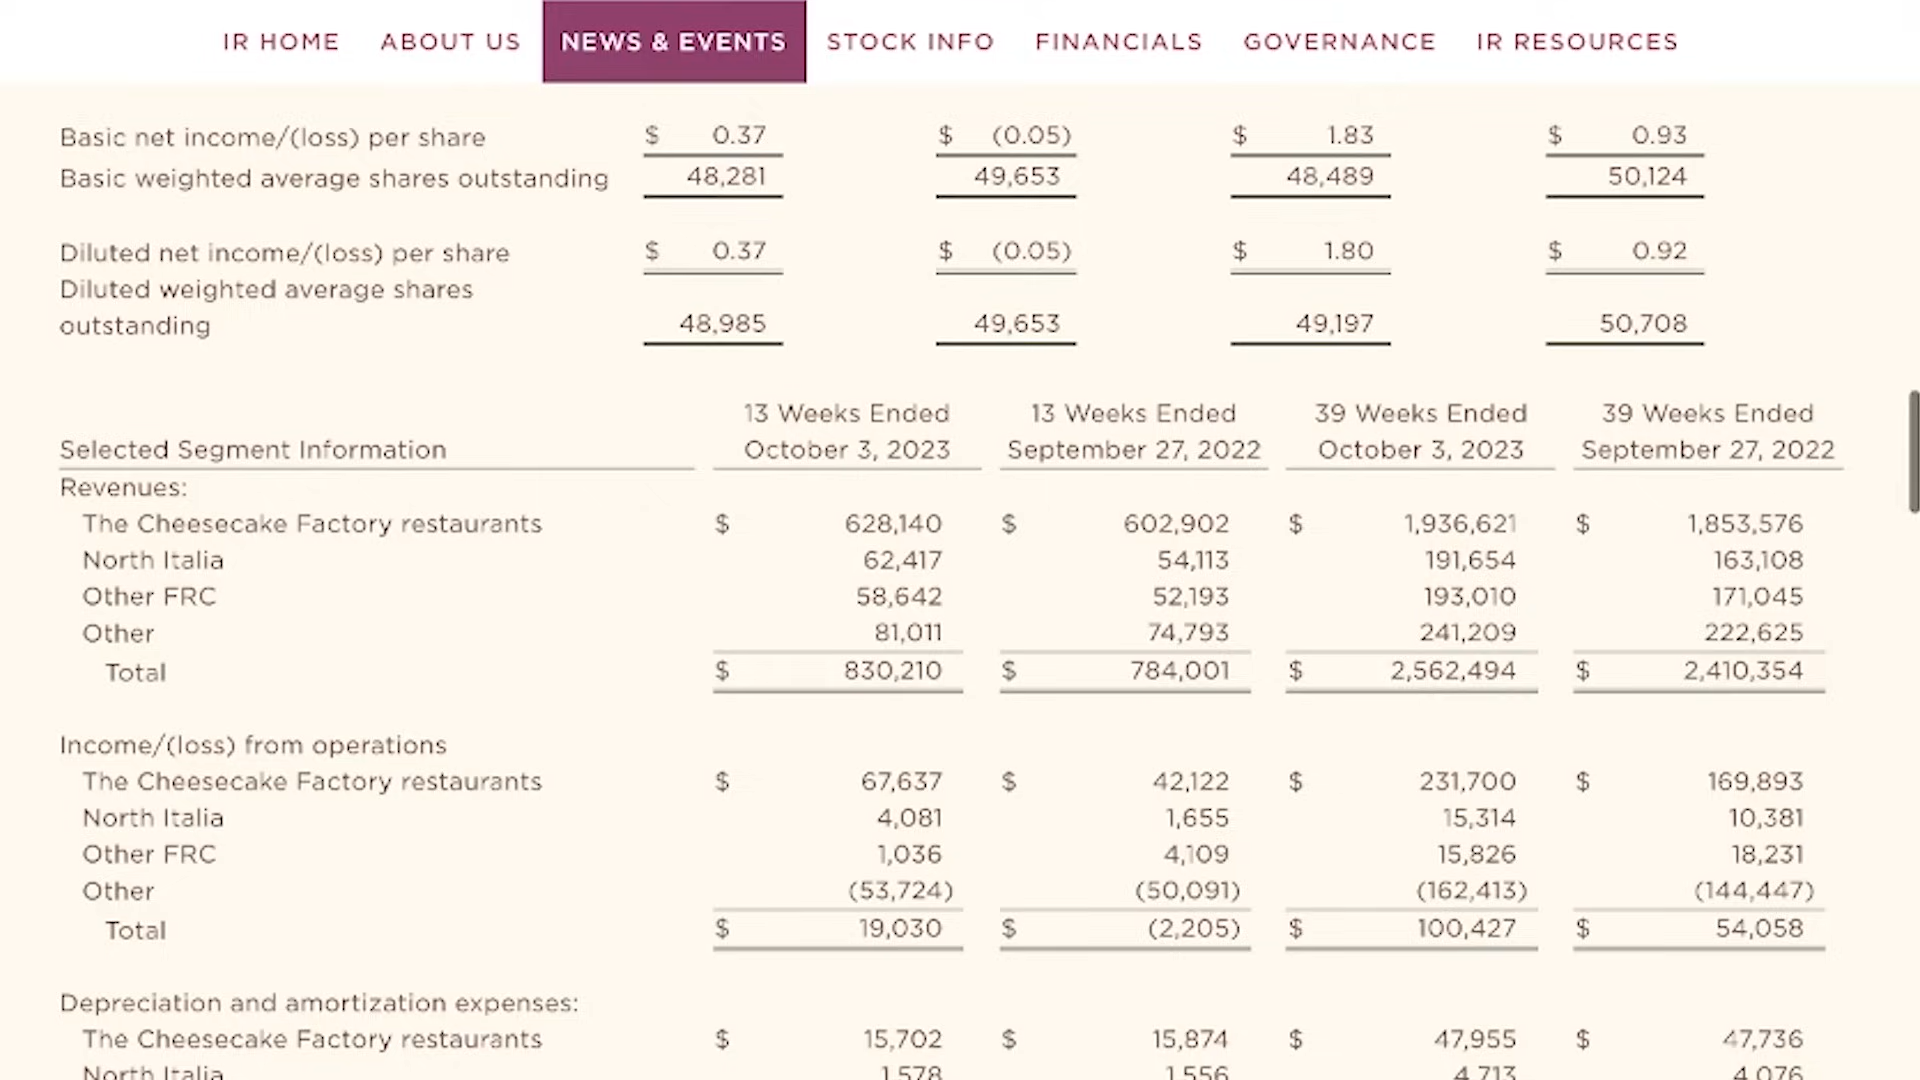 IR HOME ABOUT US NEWS & EVENTS STOCK INFO FINANCIALS GOVERNANCE IR RESOURCES
Basic net income/(loss) per share $ 0.37 $ (0.05) $ 1.83 $ 0.93
Basic weighted average shares outstanding 48,281 49,653 48,489 50,124
Diluted net income/(loss) per share $ 0.37 $ (0.05) $ 1.80 $ 0.92
Diluted weighted average shares
outstanding 48,985 49,653 49,197 50,708
13 Weeks Ended 13 Weeks Ended 39 Weeks Ended 39 Weeks Ended
Selected Segment Information October 3, 2023 September 27, 2022 October 3, 2023 September 27, 2022
Revenues:
The Cheesecake Factory restaurants $ 628,140 $ 602,902 $ 1,936,621 $ 1,853,576
North Italia 62,417 54,113 191,654 163,108
Other FRC 58,642 52,193 193,010 171,045
Other 81,011 74,793 241,209 222,625
Total $ 830,210 $ 784,001 $ 2,562,494 $ 2,410,354
Income/(loss) from operations
The Cheesecake Factory restaurants $ 67,637 $ 42,122 $ 231,700 $ 169,893
North Italia 4,081 1,655 15,314 10,381
Other FRC 1,036 4,109 15,826 18,231
Other (53,724) (50,091) (162,413) (144,447)
Total $ 19,030 $ (2,205) $ 100,427 $ 54,058
Depreciation and amortization expenses:
The Cheesecake Factory restaurants $ 15,702 $ 15,874 $ 47,955 $ 47,736
North Italia 1,578 1,556 4,713 4,076